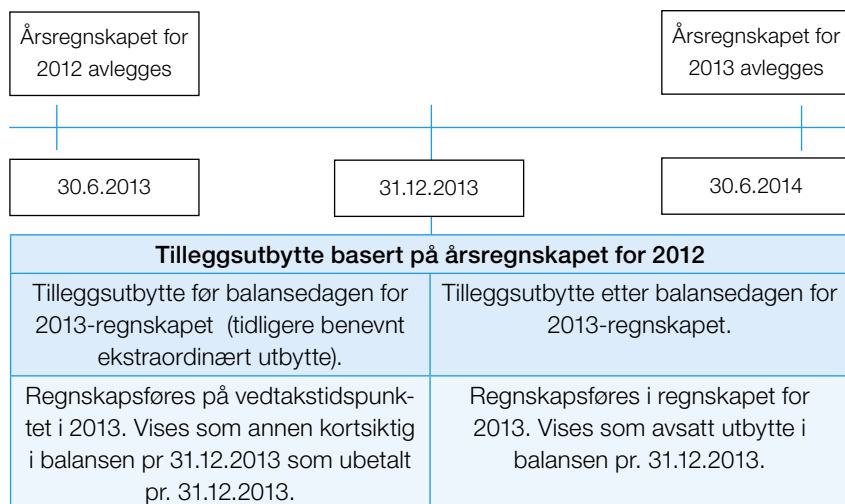 Årsregnskapet for
2012 avlegges
Årsregnskapet for
2013 avlegges
30.6.2013
31.12.2013
30.6.2014
Tilleggsutbytte basert på årsregnskapet for 2012
Tilleggsutbytte før balansedagen for
2013-regnskapet (tidligere benevnt
ekstraordinært utbytte).
Tilleggsutbytte etter balansedagen for
2013-regnskapet.
Regnskapsføres på vedtakstidspunk-
tet i 2013. Vises som annen kortsiktig
i balansen pr 31.12.2013 som ubetalt
pr. 31.12.2013.
Regnskapsføres i regnskapet for
2013. Vises som avsatt utbytte i
balansen pr. 31.12.2013.